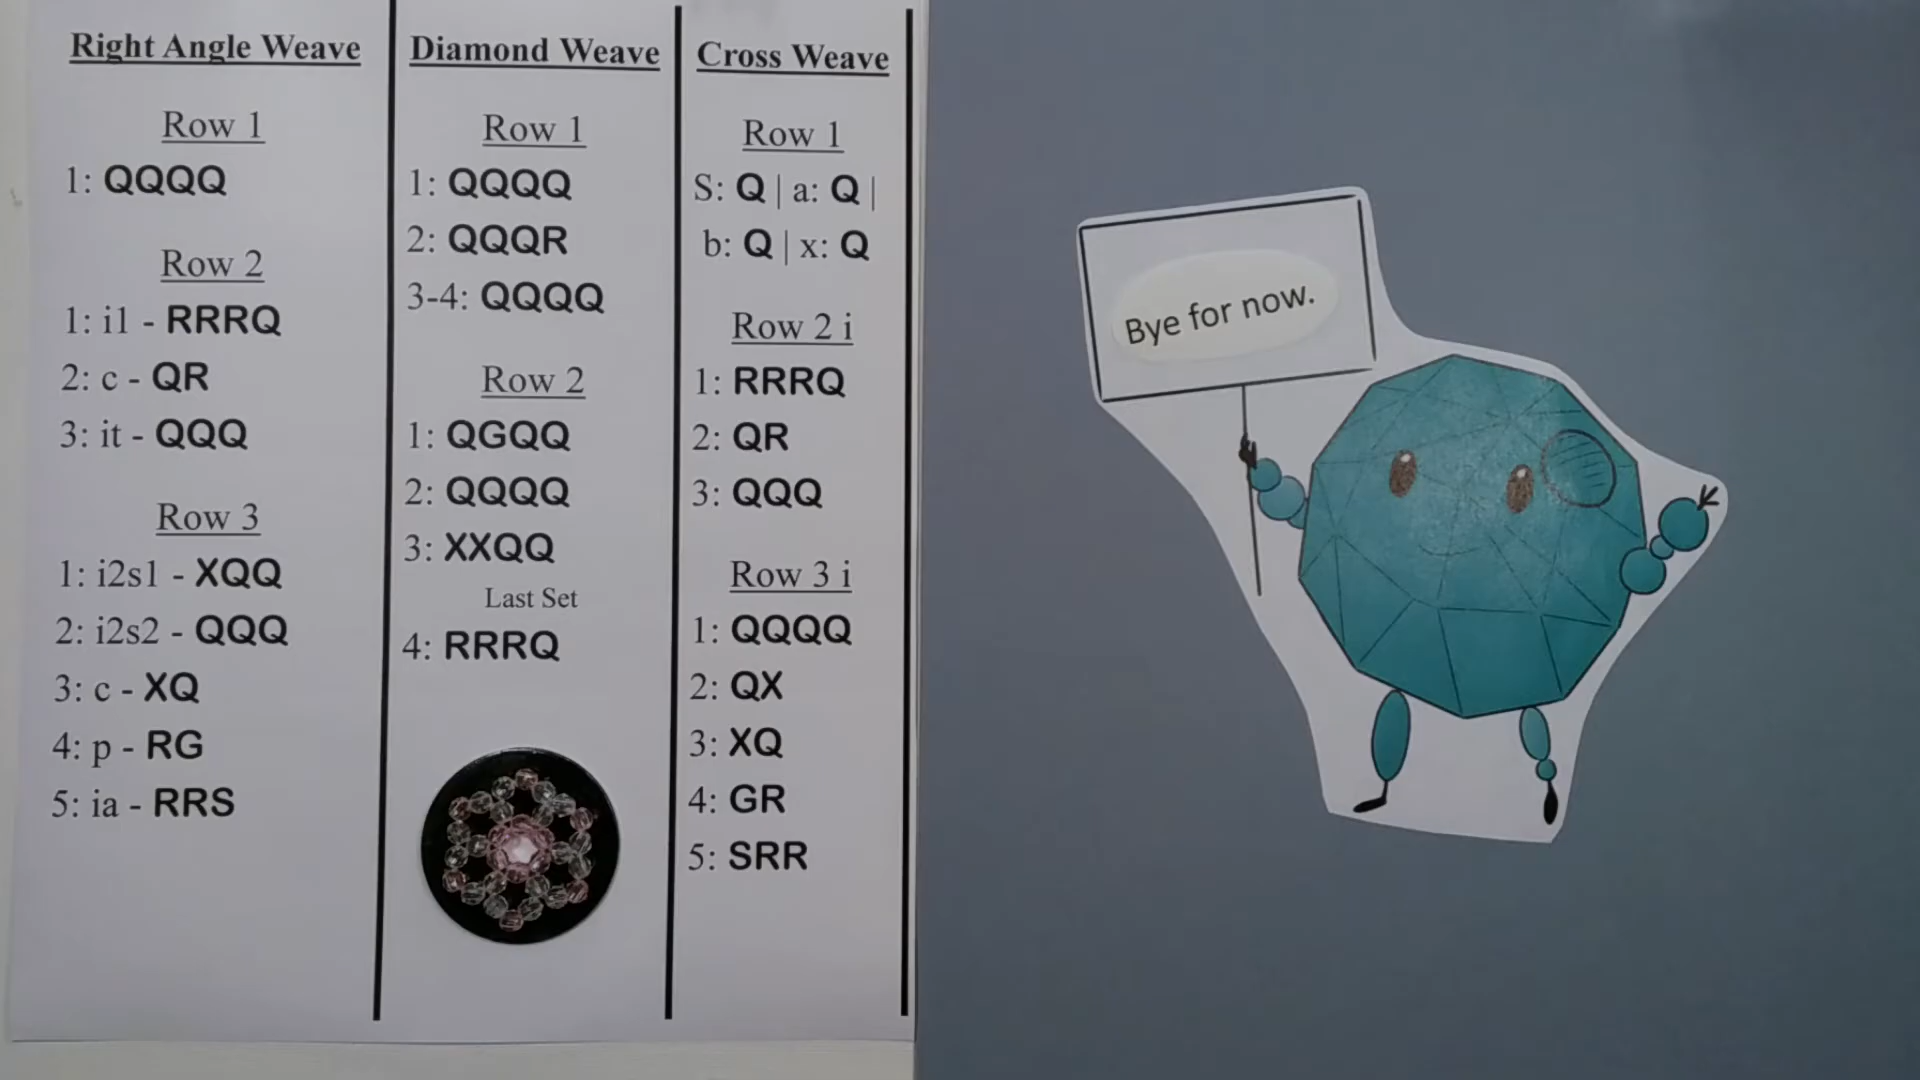 Right Angle Weave
Row 1
1: QQQQ
Row 2
1: i1 - RRRQ
2: c - QR
3: it - QQQ
Row 3
1: i2s1 - XQQ
2: i2s2 - QQQ
3: c - XQ
4: p - RG
5: ia - RRS
Diamond Weave
Row 1
1: QQQQ
2: QQQR
3-4: QQQQ
Row 2
1: QGQQ
2: QQQQ
3: XXQQ
Last Set
4: RRRQ
Cross Weave
Row 1
S: Q | a: Q |
b: Q | x: Q
Row 2 i
1: RRRQ
2: QR
3: QQQ
Row 3 i
1: QQQQ
2: QX
3: XQ
4: GR
5: SRR
Bye for now.